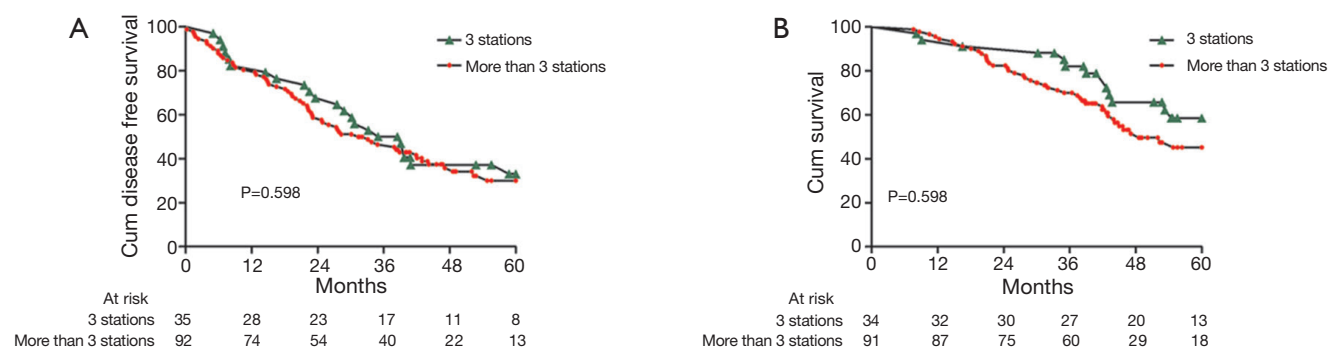 A
Cum disease free survival
100
80
60
40
20
0
3 stations
More than 3 stations
P=0.598
0 12 24 36 48 60
Months
At risk
3 stations 35 28 23 17 11 8
More than 3 stations 92 74 54 40 22 13
B
Cum survival
100
80
60
40
20
0
3 stations
More than 3 stations
P=0.598
0 12 24 36 48 60
Months
At risk
3 stations 34 32 30 27 20 13
More than 3 stations 91 87 75 60 29 18